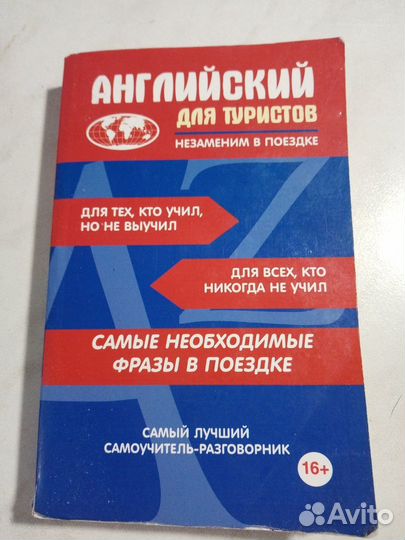 АНГЛИЙСКИЙ
ДЛЯ ТУРИСТОВ
НЕЗАМЕНИМ В ПОЕЗДКЕ
AZ
ДЛЯ ТЕХ, КТО УЧИЛ,
НО НЕ ВЫУЧИЛ
ДЛЯ ВСЕХ, КТО
НИКОГДА НЕ УЧИЛ
САМЫЕ НЕОБХОДИМЫЕ
ФРАЗЫ В ПОЕЗДКЕ
САМЫЙ ЛУЧШИЙ
САМОУЧИТЕЛЬ-РАЗГОВОРНИК
16+
Avito